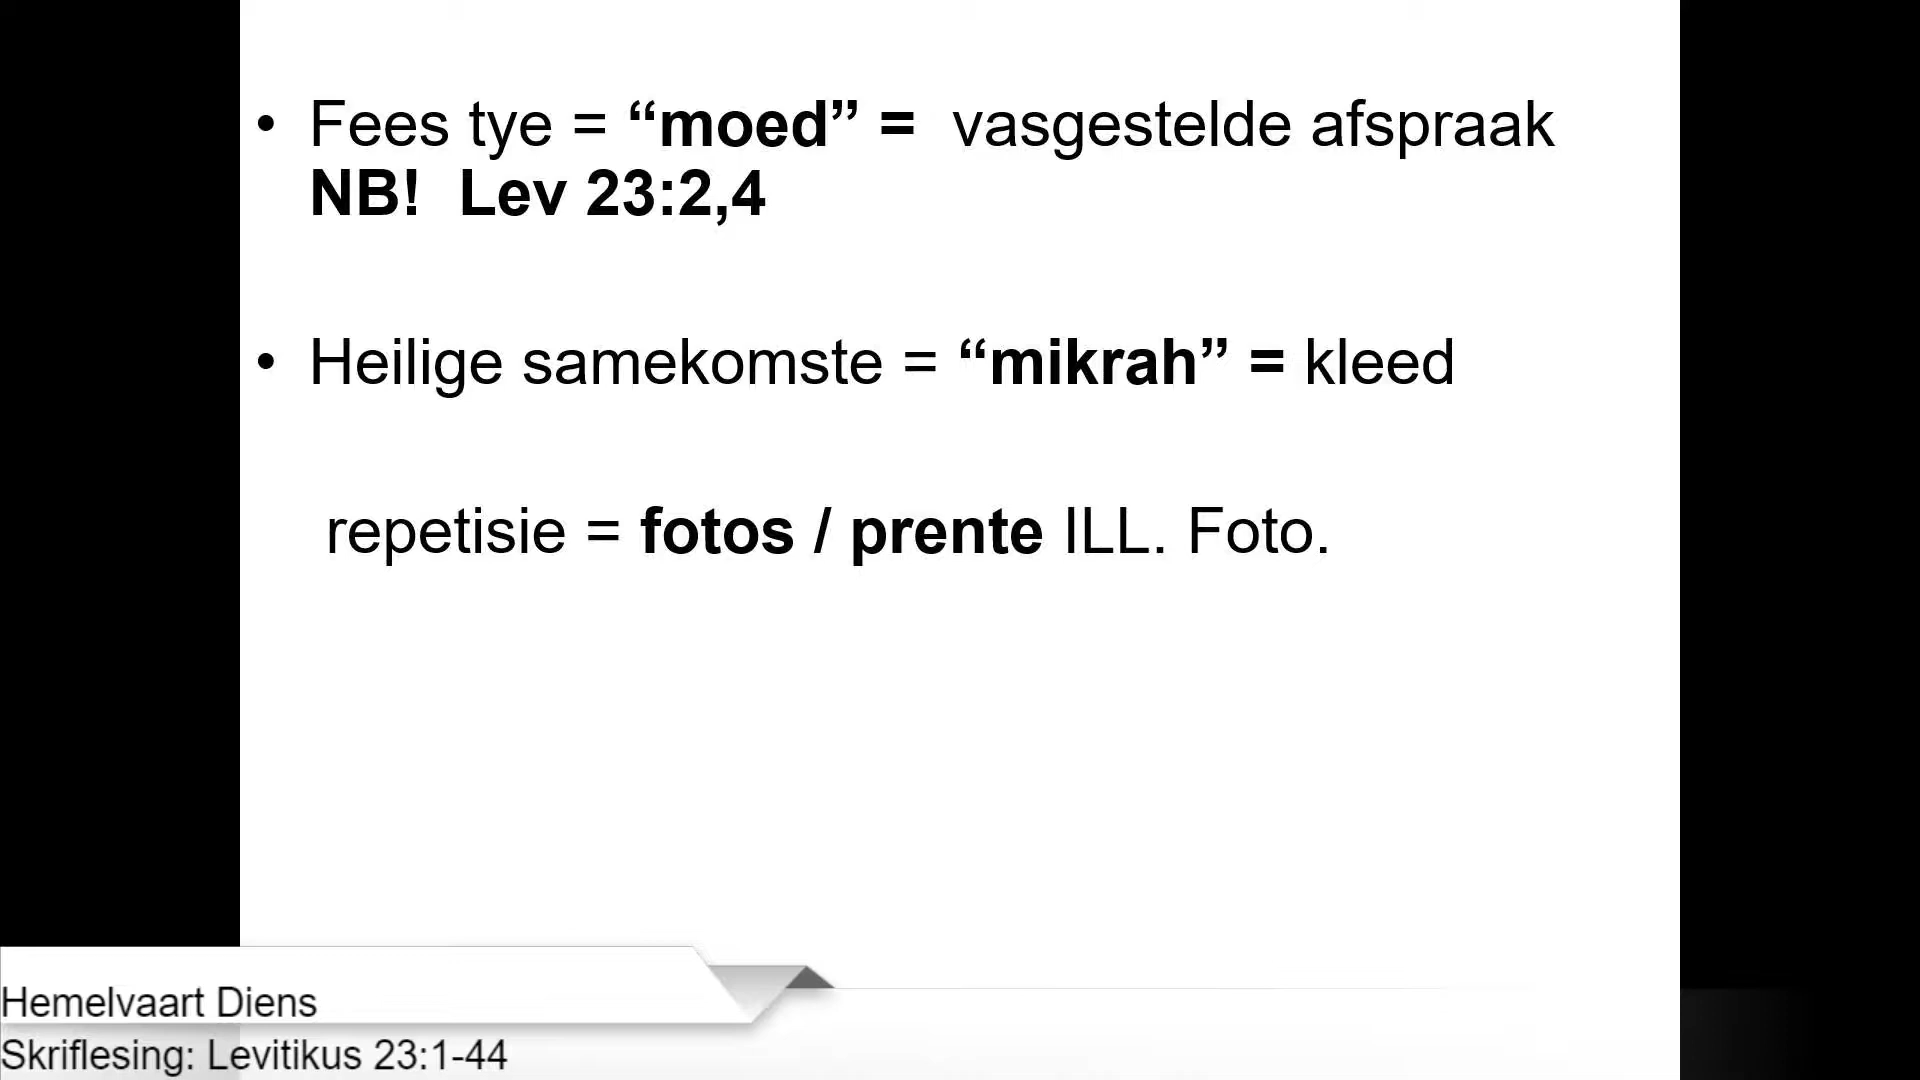 • Fees tye = “moed” = vasgestelde afspraak
NB! Lev 23:2,4
• Heilige samekomste = “mikrah” = kleed
repetisie = fotos / prente ILL. Foto.
Hemelvaart Diens
Skriflesing: Levitikus 23:1-44